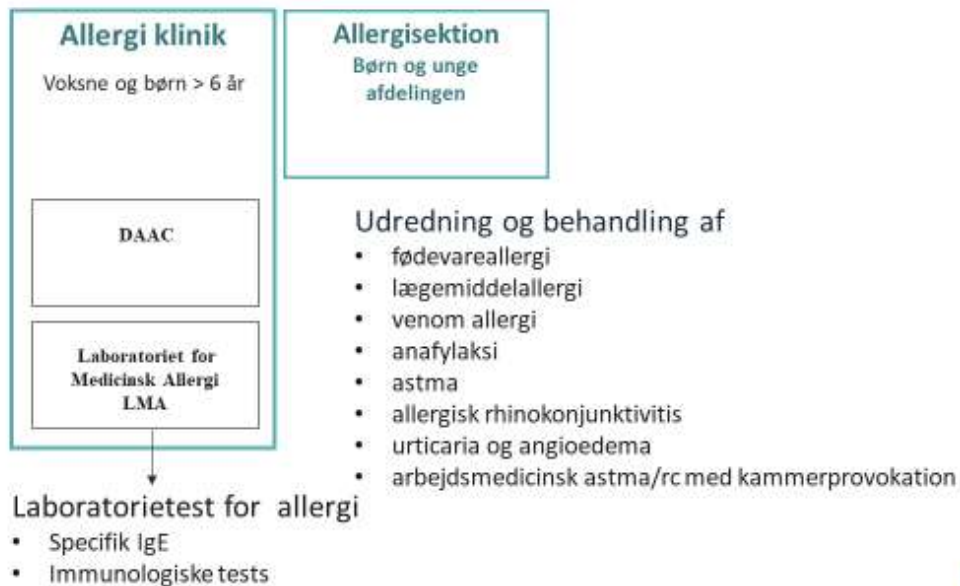 Allergi klinik
Voksne og børn > 6 år
DAAC
Laboratoriet for
Medicinsk Allergi
LMA
Laboratorietest for allergi
• Specifik IgE
• Immunologiske tests
Allergisektion
Børn og unge
afdelingen
Udredning og behandling af
• fødevareallergi
• lægemiddelallergi
• venom allergi
• anafylaksi
• astma
• allergisk rhinokonjunktivitis
• urticaria og angioedema
• arbejdsmedicinsk astma/rc med kammerprovokation